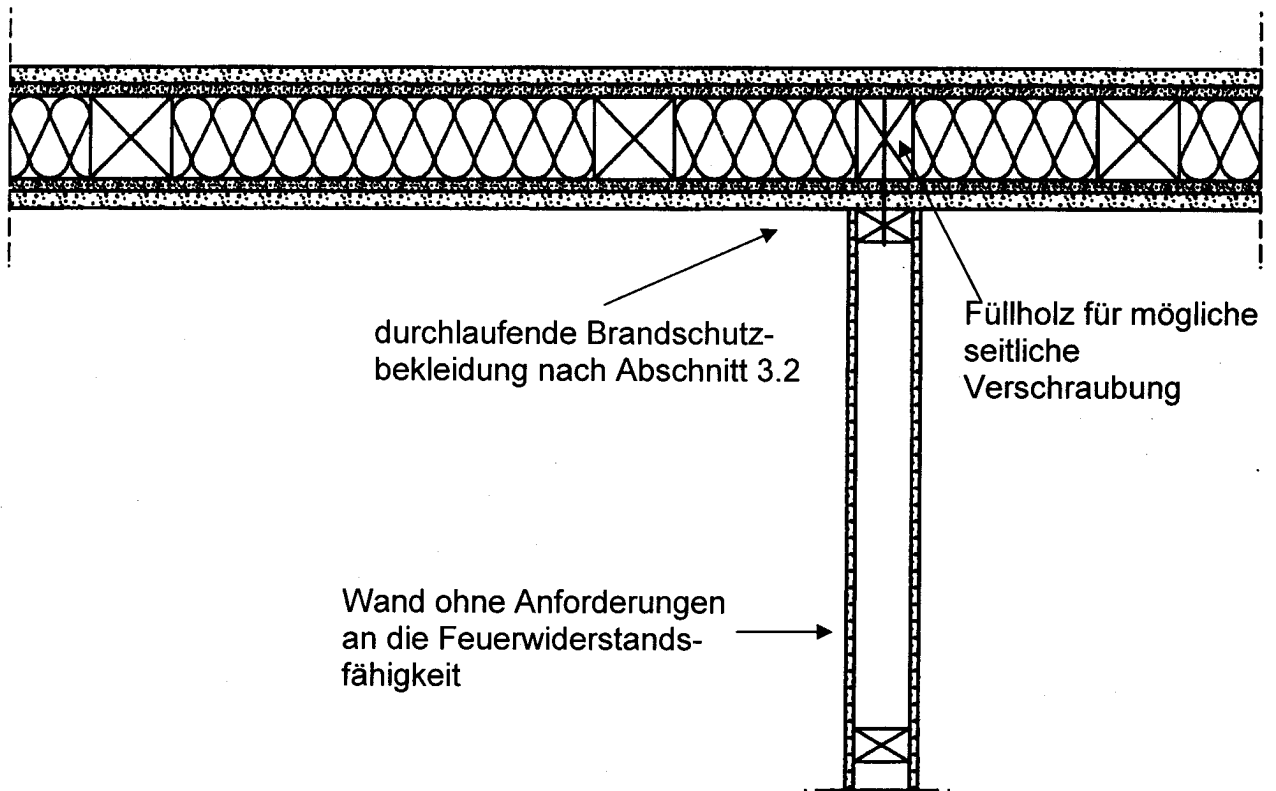 durchlaufende Brandschutz-
bekleidung nach Abschnitt 3.2
Füllholz für mögliche
seitliche
Verschraubung
Wand ohne Anforderungen
an die Feuerwiderstands-
fähigkeit